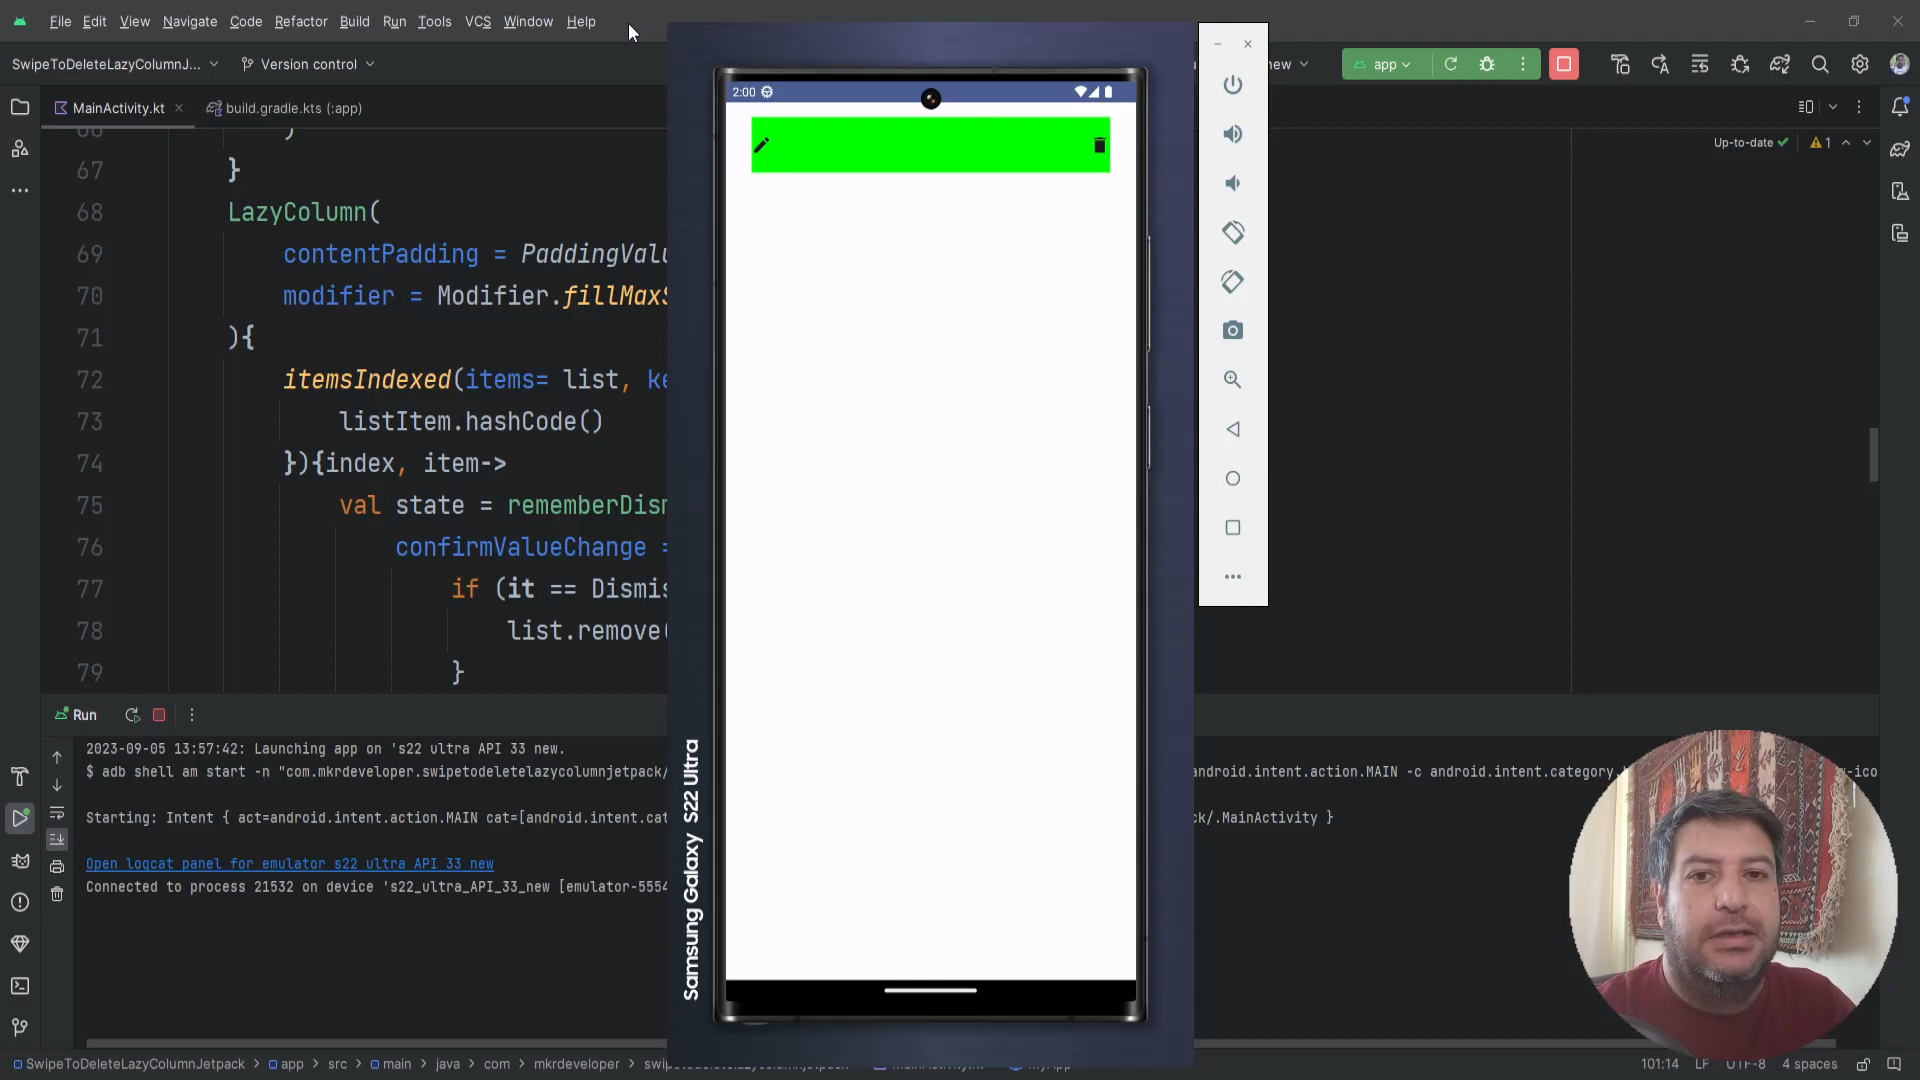 File Edit View Navigate Code Refactor Build Run Tools VCS Window Help
SwipeToDeleteLazyColumnJ... Version control
app
MainActivity.kt
build.gradle.kts (:app)
Up-to-date
1
2:00
67 }
68 LazyColumn(
69 contentPadding =
70 modifier = Modifier.
71 ){
72 itemsIndexed(items= list,
73 listItem.hashCode()
74 }){index, item->
75 val state =
76 confirmValueChange
77 if (it ==
78 list.remove
79 }
Run
2023-09-05 13:57:42: Launching app on 's22 ultra API 33 new.
$ adb shell am start -n "com.mkrdeveloper.swipetodeletelazycolumnjetpack/
android.intent.action.MAIN -c android.intent.category.
Starting: Intent { act=android.intent.action.MAIN cat=[android.intent.cat
/.MainActivity }
Open logcat panel for emulator s22 ultra API 33 new
Connected to process 21532 on device 's22_ultra_API_33_new [emulator-5554
Samsung Galaxy S22 Ultra
SwipeToDeleteLazyColumnJetpack > app > src > main > java > com > mkrdeveloper >
101:14 LF UTF-8 4 spaces